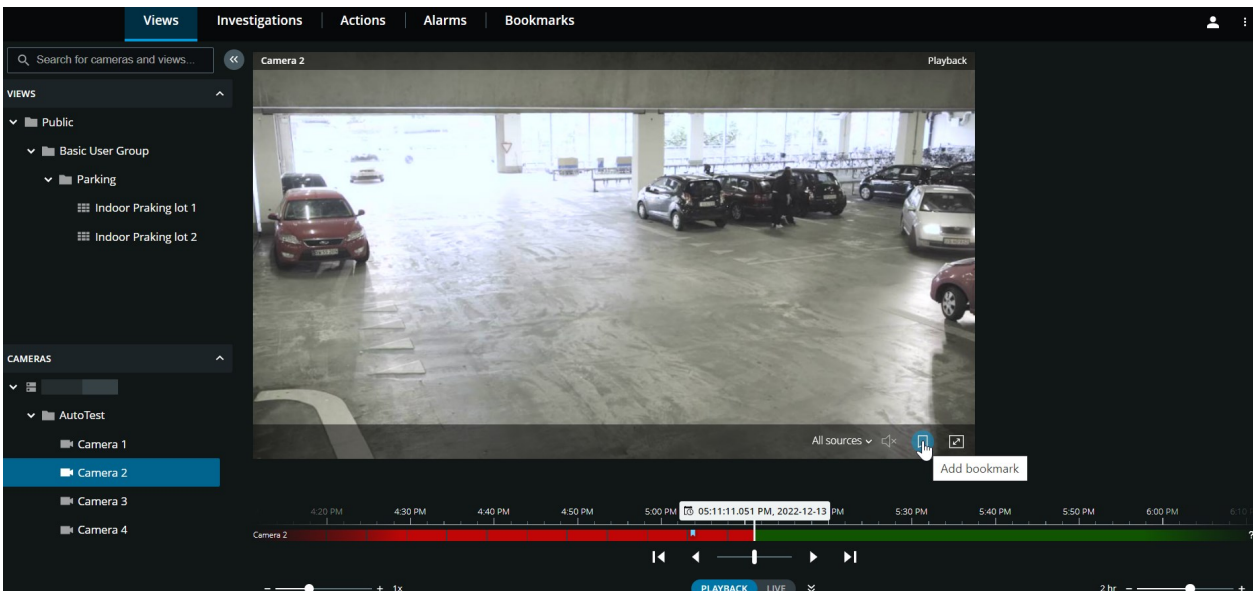 Views Investigations Actions Alarms Bookmarks
Search for cameras and views...
VIEWS
Public
Basic User Group
Parking
Indoor Praking lot 1
Indoor Praking lot 2
CAMERAS
AutoTest
Camera 1
Camera 2
Camera 3
Camera 4
Camera 2 Playback
All sources
Add bookmark
4:20 PM 4:30 PM 4:40 PM 4:50 PM 5:00 PM 05:11:11.051 PM, 2022-12-13 PM 5:30 PM 5:40 PM 5:50 PM 6:00 PM 6:10
Camera 2 ?
- + 1x PLAYBACK LIVE 2 hr - +